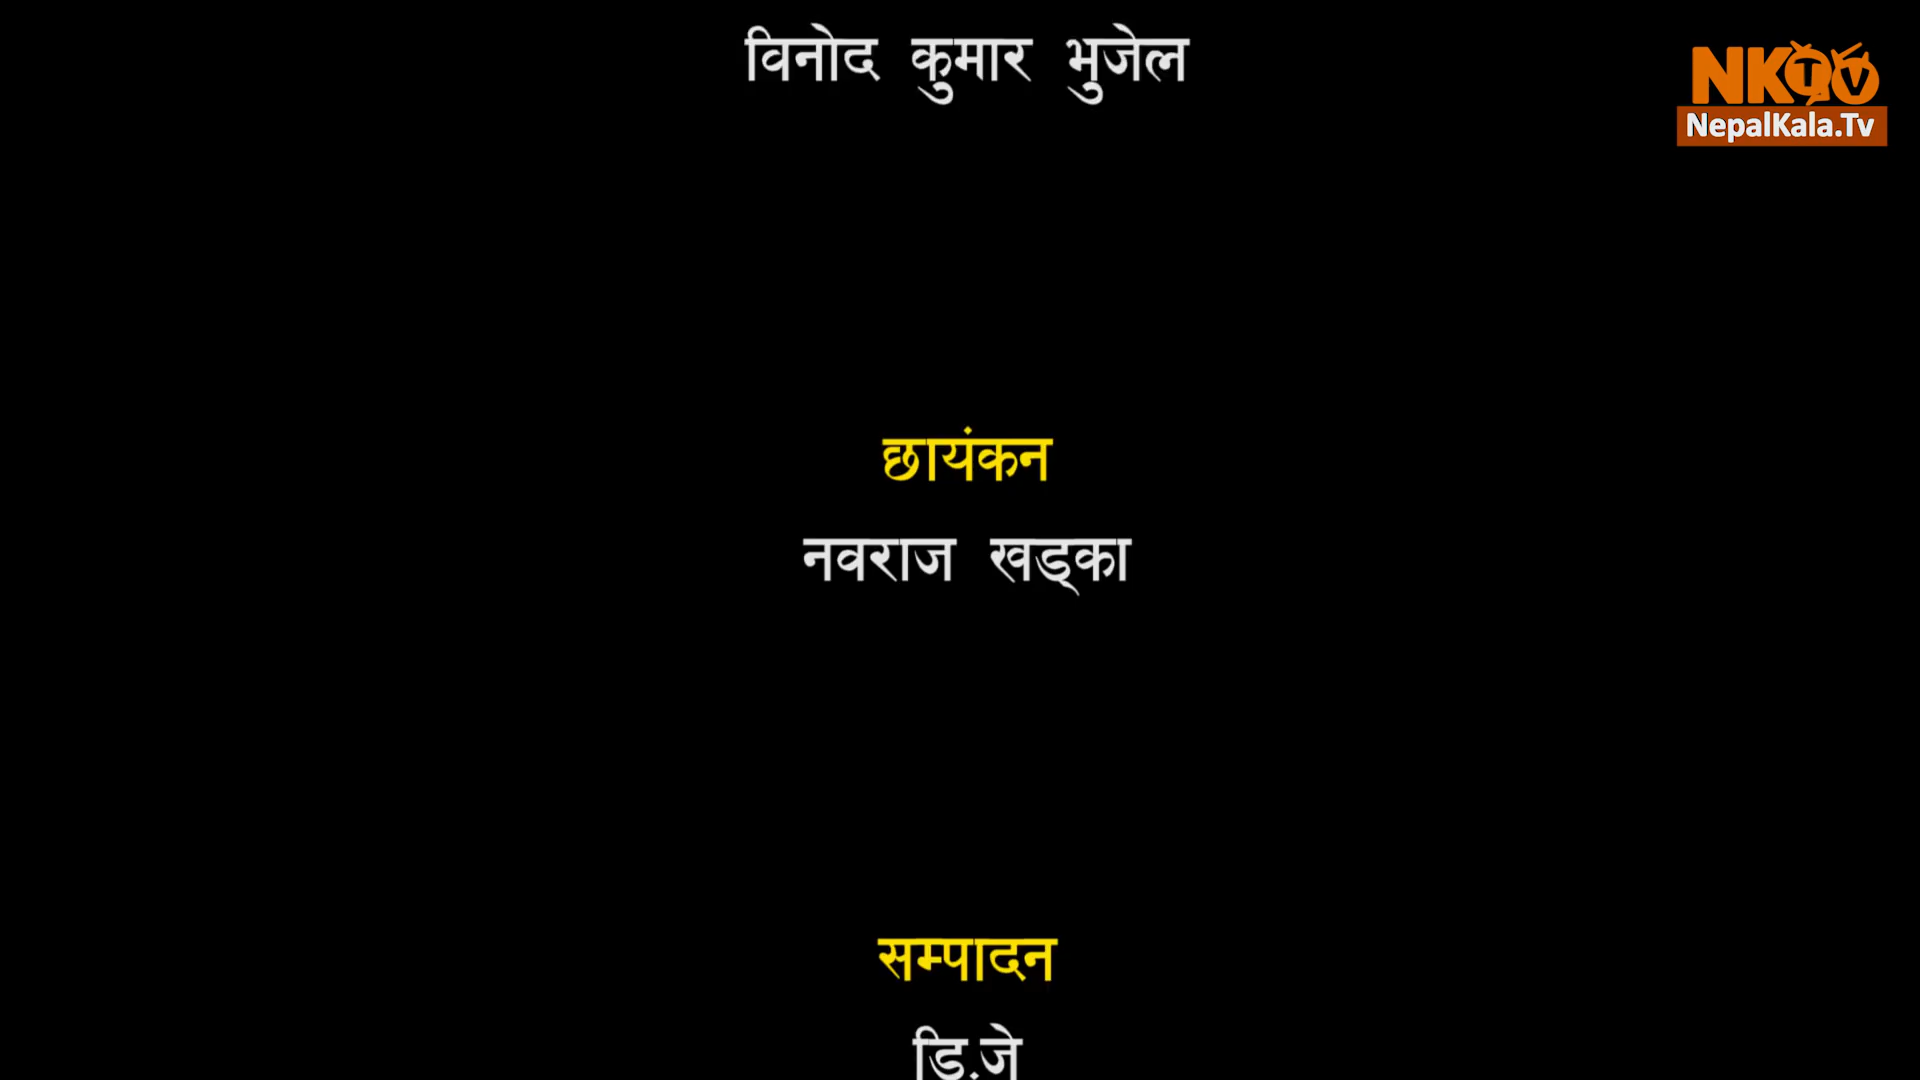 विनोद कुमार भुजेल
NKTV
NepalKala.Tv
छायंकन
नवराज खड्का
सम्पादन
डि.जे